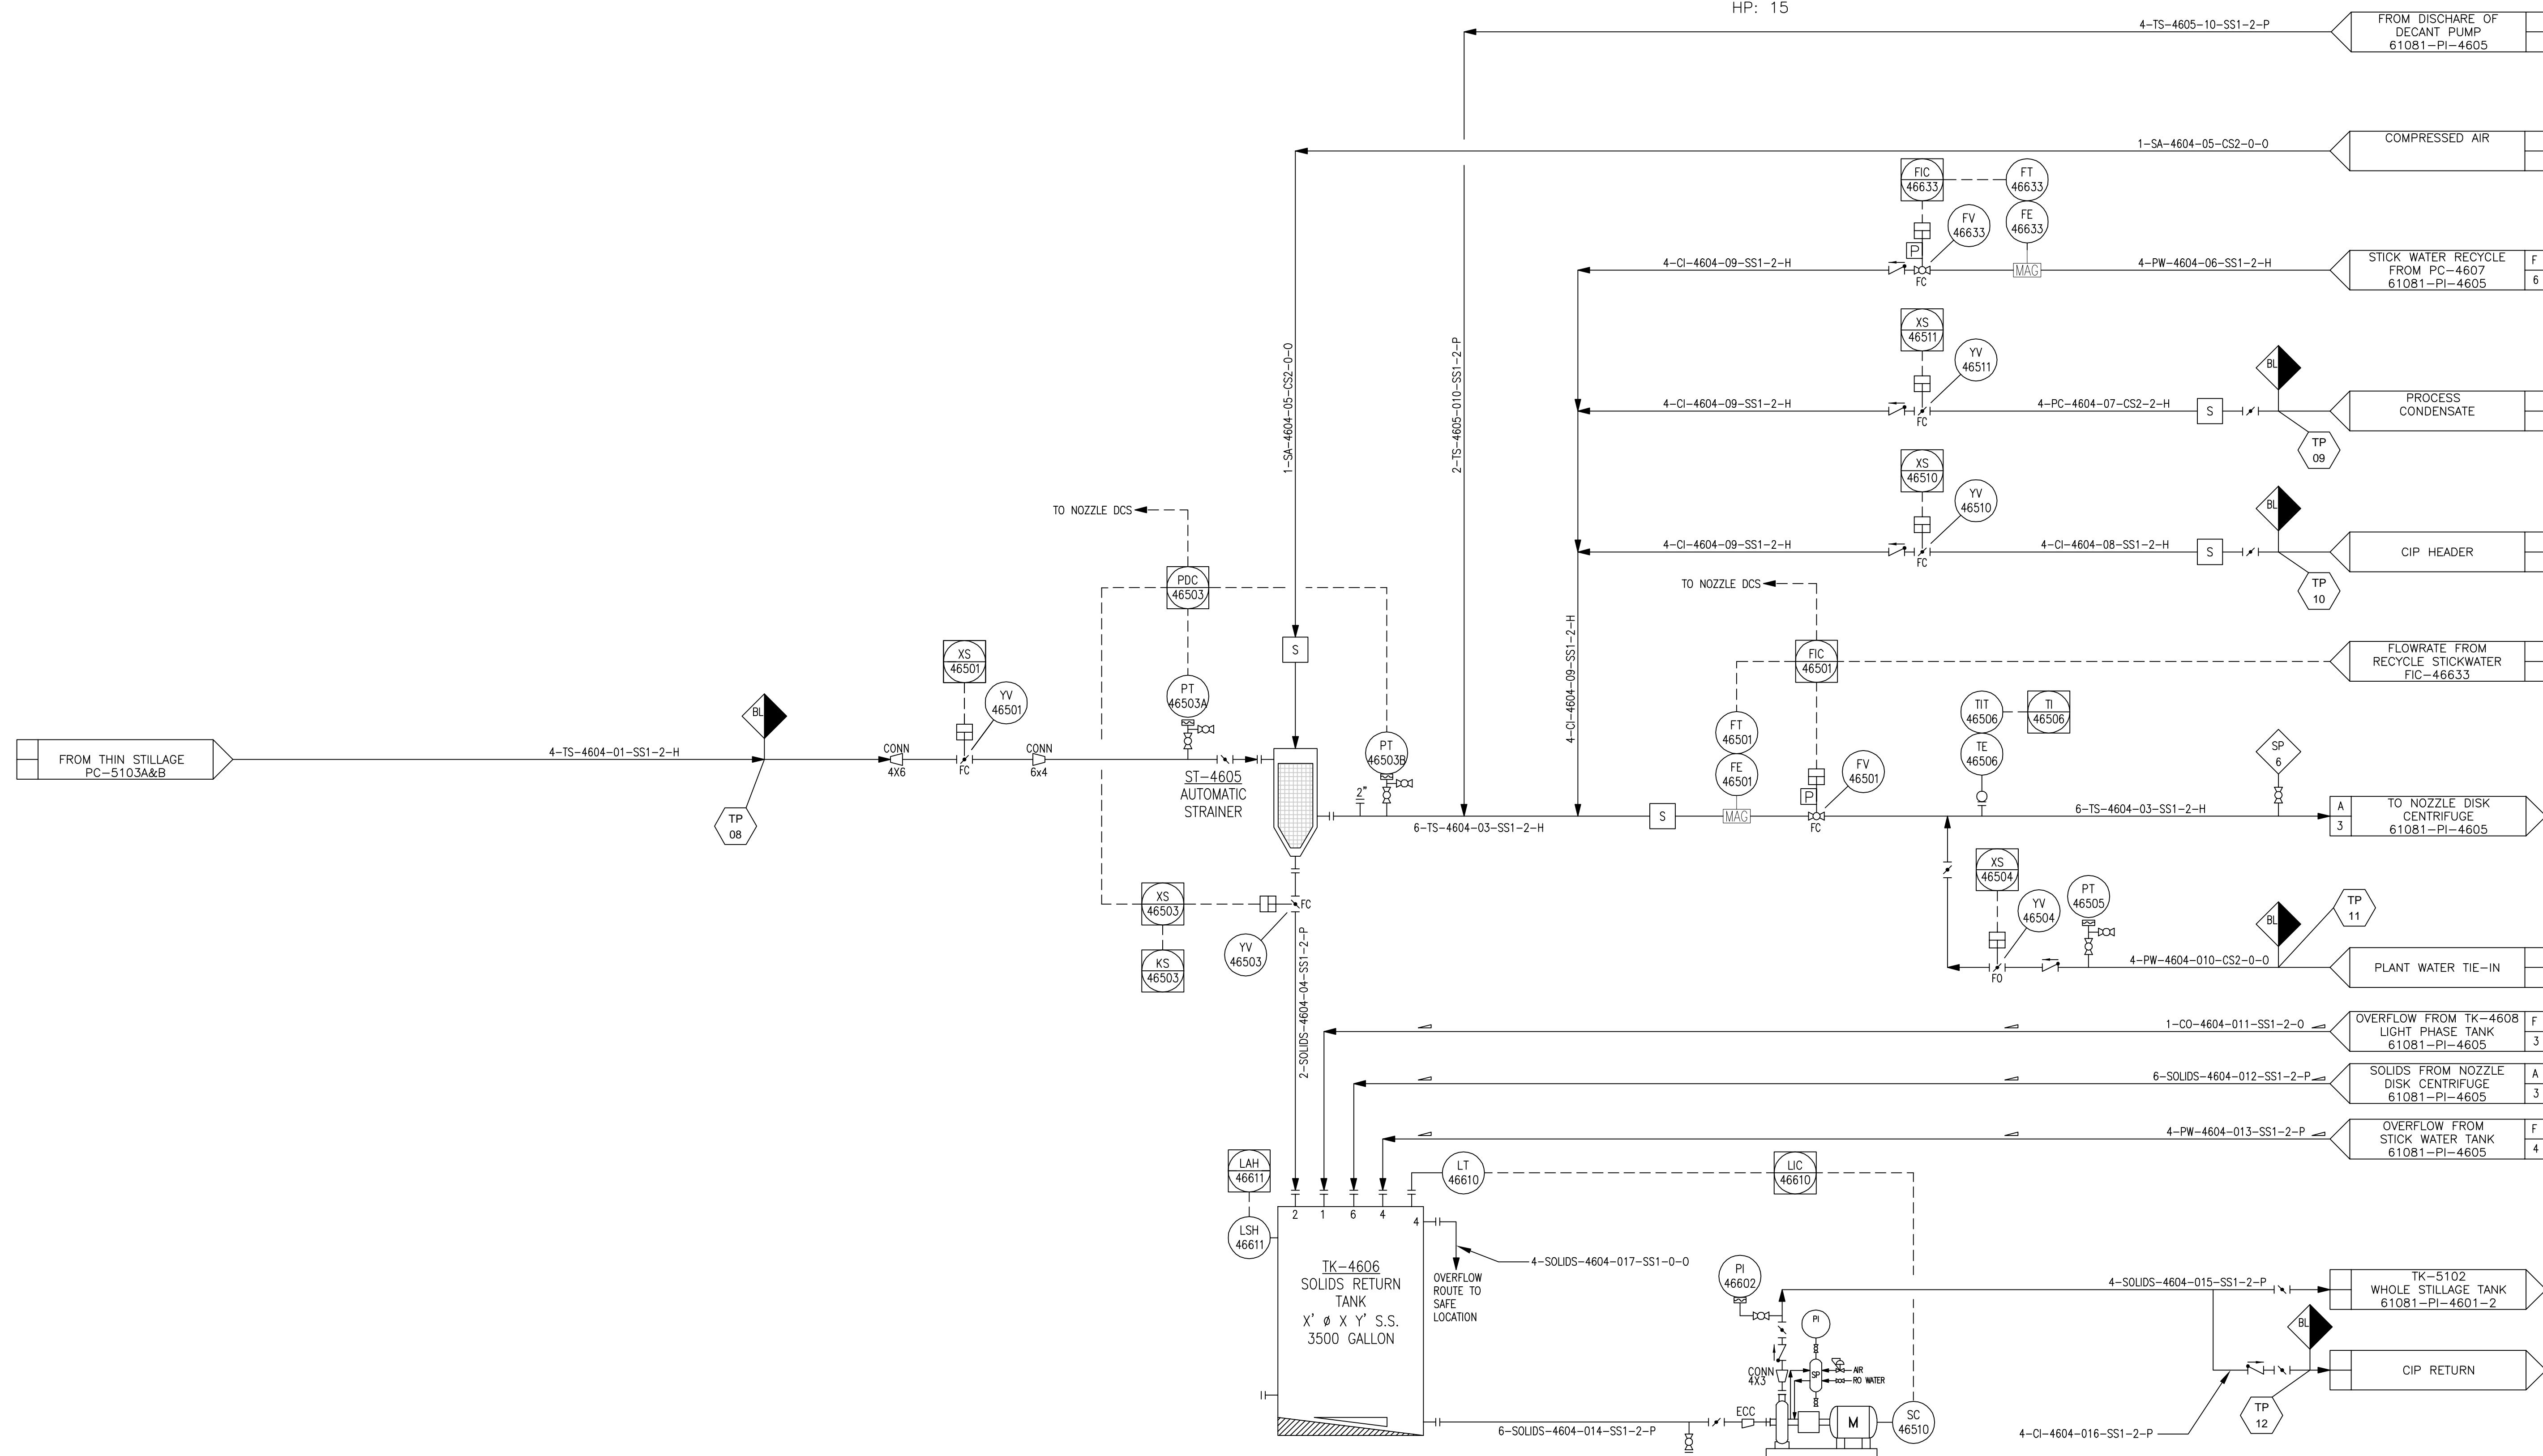 HP: 15
4-TS-4605-10-SS1-2-P
FROM DISCHARE OF
DECANT PUMP
61081-PI-4605
1-SA-4604-05-CS2-0-O
COMPRESSED AIR
FIC
46633
FT
46633
FE
46633
FV
46633
P
FC
MAG
4-CI-4604-09-SS1-2-H
4-PW-4604-06-SS1-2-H
STICK WATER RECYCLE
FROM PC-4607
61081-PI-4605
F
6
XS
46511
YV
46511
FC
4-CI-4604-09-SS1-2-H
4-PC-4604-07-CS2-2-H
S
BL
TP
09
PROCESS
CONDENSATE
1-SA-4604-05-CS2-0-O
2-TS-4605-010-SS1-2-P
XS
46510
YV
46510
FC
4-CI-4604-09-SS1-2-H
4-CI-4604-08-SS1-2-H
S
BL
TP
10
CIP HEADER
TO NOZZLE DCS
PDC
46503
TO NOZZLE DCS
4-CI-4604-09-SS1-2-H
S
FIC
46501
FLOWRATE FROM
RECYCLE STICKWATER
FIC-46633
FROM THIN STILLAGE
PC-5103A&B
4-TS-4604-01-SS1-2-H
BL
TP
08
CONN
4X6
XS
46501
YV
46501
FC
CONN
6x4
PT
46503A
ST-4605
AUTOMATIC
STRAINER
PT
46503B
2"
6-TS-4604-03-SS1-2-H
S
FT
46501
FE
46501
MAG
P
FV
46501
FC
TIT
46506
TI
46506
TE
46506
6-TS-4604-03-SS1-2-H
SP
6
A
3
TO NOZZLE DISK
CENTRIFUGE
61081-PI-4605
XS
46503
KS
46503
FC
YV
46503
2-SOLIDS-4604-04-SS1-2-P
XS
46504
YV
46504
FO
PT
46505
4-PW-4604-010-CS2-0-O
BL
TP
11
PLANT WATER TIE-IN
1-CO-4604-011-SS1-2-O
OVERFLOW FROM TK-4608
LIGHT PHASE TANK
61081-PI-4605
F
3
6-SOLIDS-4604-012-SS1-2-P
SOLIDS FROM NOZZLE
DISK CENTRIFUGE
61081-PI-4605
A
3
4-PW-4604-013-SS1-2-P
OVERFLOW FROM
STICK WATER TANK
61081-PI-4605
F
4
LAH
46611
LSH
46611
LT
46610
LIC
46610
2
1
6
4
4
TK-4606
SOLIDS RETURN
TANK
X' ø X Y' S.S.
3500 GALLON
4-SOLIDS-4604-017-SS1-0-O
OVERFLOW
ROUTE TO
SAFE
LOCATION
PI
46602
PI
CONN
4X3
SP
AIR
RO WATER
4-SOLIDS-4604-015-SS1-2-P
TK-5102
WHOLE STILLAGE TANK
61081-PI-4601-2
BL
CIP RETURN
TP
12
4-CI-4604-016-SS1-2-P
ECC
6-SOLIDS-4604-014-SS1-2-P
M
SC
46510